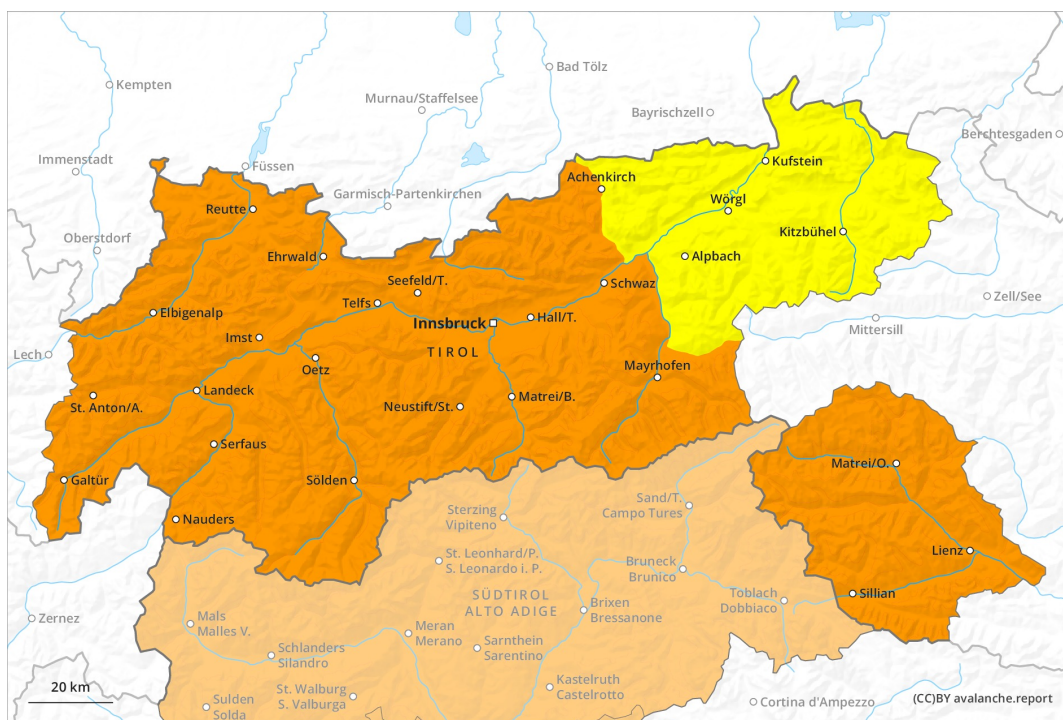 Kempten
Bad Tölz
Murnau/Staffelsee
Bayrischzell
Berchtesgaden
Immenstadt
Füssen
Kufstein
Achenkirch
Garmisch-Partenkirchen
Wörgl
Reutte
Oberstdorf
Kitzbühel
Ehrwald
Alpbach
Seefeld/T.
Schwaz
Zell/See
Telfs
Elbigenalp
Hall/T.
Innsbruck
Mittersill
Imst
Lech
TIROL
Oetz
Mayrhofen
Landeck
St. Anton/A.
Neustift/St.
Matrei/B.
Serfaus
Matrei/O.
Galtür
Sölden
Sand/T.
Campo Tures
Sterzing
Vipiteno
Nauders
Lienz
St. Leonhard/P.
S. Leonardo i. P.
Bruneck
Brunico
SÜDTIROL
ALTO ADIGE
Toblach
Dobbiaco
Sillian
Brixen
Bressanone
Zernez
Mals
Malles V.
Meran
Merano
Sarnthein
Sarentino
Schlanders
Silandro
Kastelruth
Castelrotto
20 km
St. Walburg
S. Valburga
Sulden
Solda
Cortina d'Ampezzo
(CC)BY avalanche.report